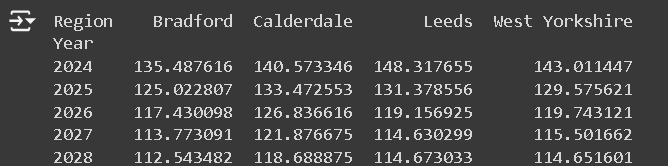 Region Bradford Calderdale Leeds West Yorkshire
Year
2024 135.487616 140.573346 148.317655 143.011447
2025 125.022807 133.472553 131.378556 129.575621
2026 117.430098 126.836616 119.156925 119.743121
2027 113.773091 121.876675 114.630299 115.501662
2028 112.543482 118.688875 114.673033 114.651601